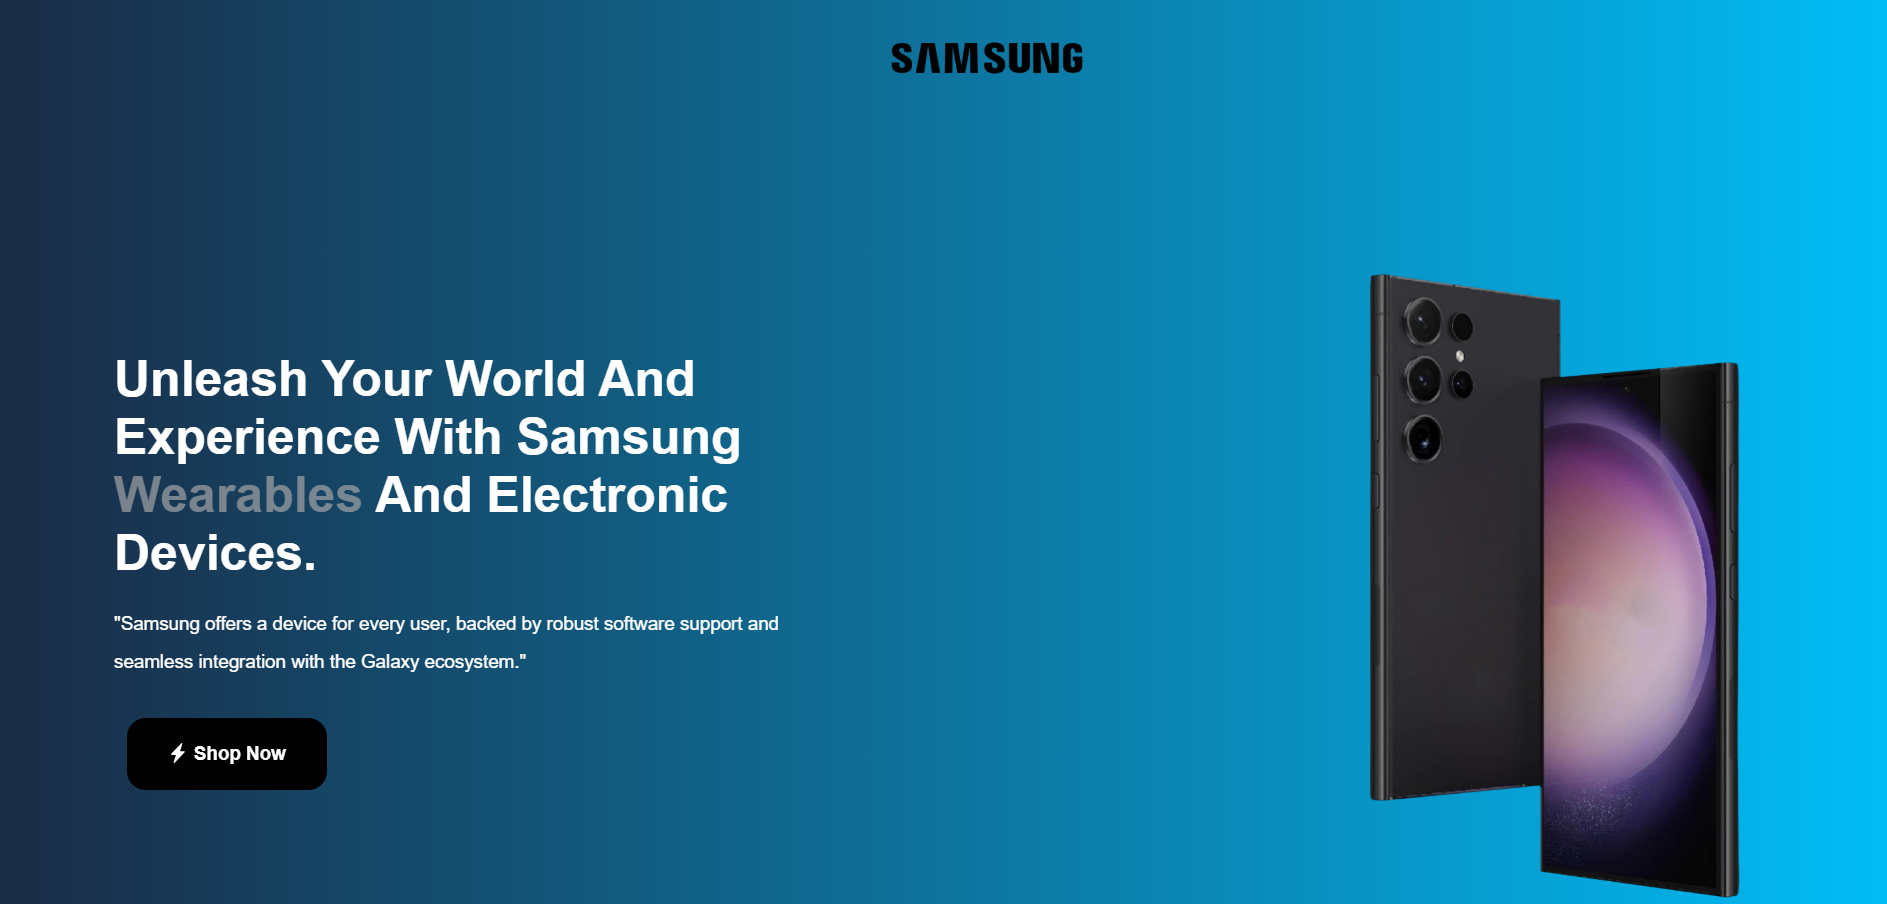 SAMSUNG
Unleash Your World And
Experience With Samsung
Wearables And Electronic
Devices.
"Samsung offers a device for every user, backed by robust software support and
seamless integration with the Galaxy ecosystem."
Shop Now